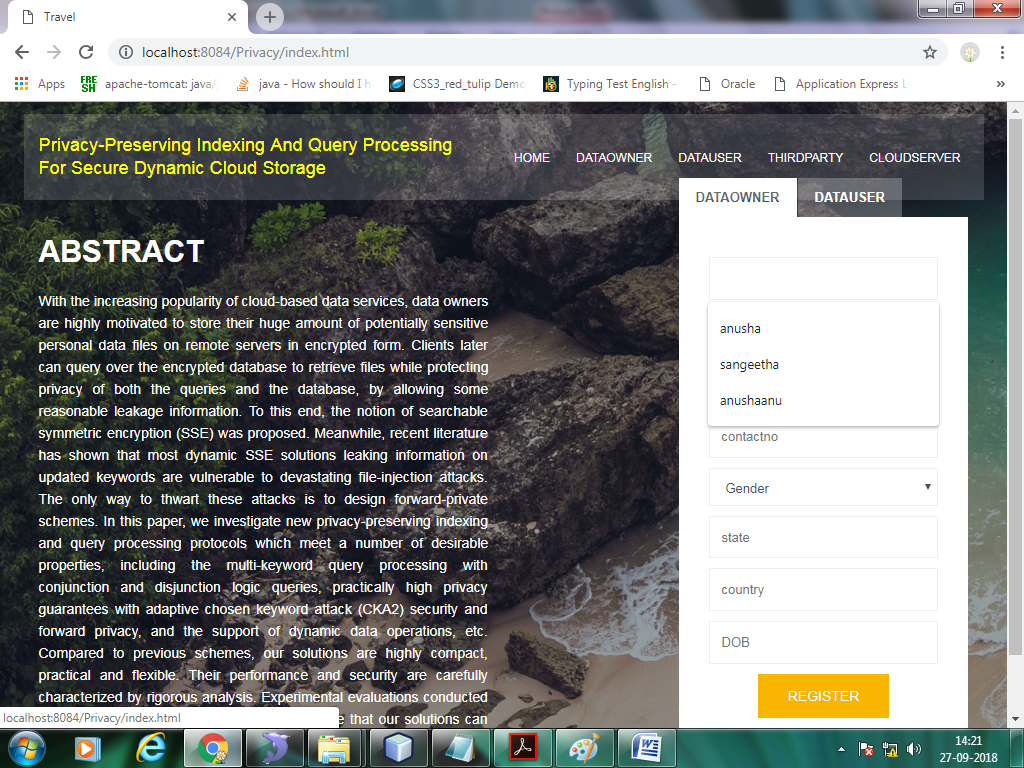 Travel
localhost:8084/Privacy/index.html
Apps
FRE SH
apache-tomcat: java/
java - How should I h
CSS3_red_tulip Demo
Typing Test English -
Oracle
Application Express L
»
Privacy-Preserving Indexing And Query Processing
For Secure Dynamic Cloud Storage
HOME
DATAOWNER
DATAUSER
THIRDPARTY
CLOUDSERVER
DATAOWNER
DATAUSER
ABSTRACT
With the increasing popularity of cloud-based data services, data owners
are highly motivated to store their huge amount of potentially sensitive
personal data files on remote servers in encrypted form. Clients later
can query over the encrypted database to retrieve files while protecting
privacy of both the queries and the database, by allowing some
reasonable leakage information. To this end, the notion of searchable
symmetric encryption (SSE) was proposed. Meanwhile, recent literature
has shown that most dynamic SSE solutions leaking information on
updated keywords are vulnerable to devastating file-injection attacks.
The only way to thwart these attacks is to design forward-private
schemes. In this paper, we investigate new privacy-preserving indexing
and query processing protocols which meet a number of desirable
properties, including the multi-keyword query processing with
conjunction and disjunction logic queries, practically high privacy
guarantees with adaptive chosen keyword attack (CKA2) security and
forward privacy, and the support of dynamic data operations, etc.
Compared to previous schemes, our solutions are highly compact,
practical and flexible. Their performance and security are carefully
characterized by rigorous analysis. Experimental evaluations conducted
e that our solutions can
anusha
sangeetha
anushaanu
contactno
Gender
state
country
DOB
REGISTER
localhost:8084/Privacy/index.html
14:21
27-09-2018